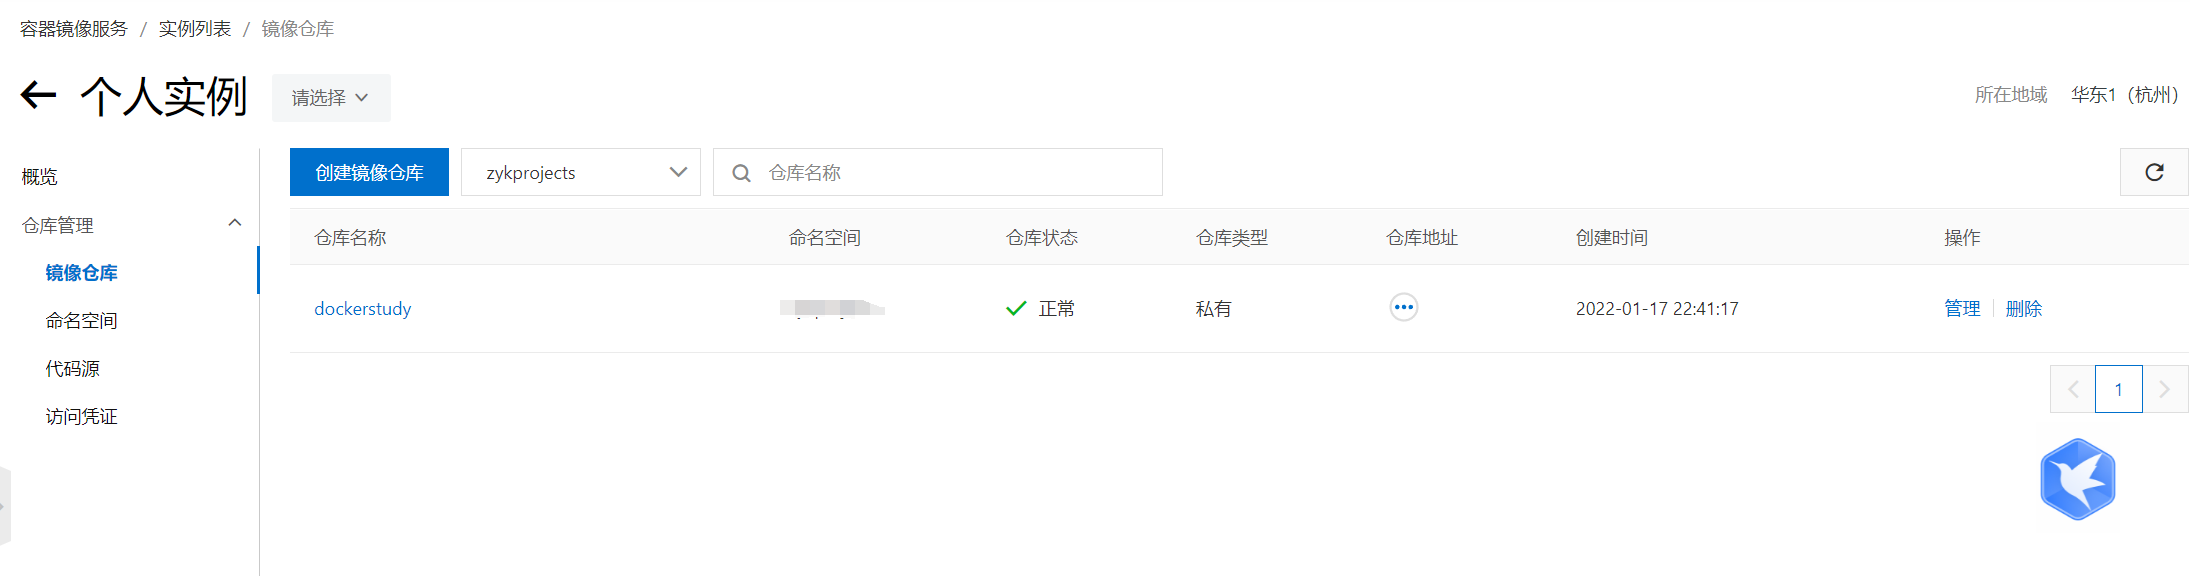 容器镜像服务 / 实例列表 / 镜像仓库
个人实例 请选择
所在地域 华东1（杭州）
概览
仓库管理
镜像仓库
命名空间
代码源
访问凭证
创建镜像仓库 zykprojects 仓库名称
仓库名称 命名空间 仓库状态 仓库类型 仓库地址 创建时间 操作
dockerstudy 正常 私有 2022-01-17 22:41:17 管理 删除
1